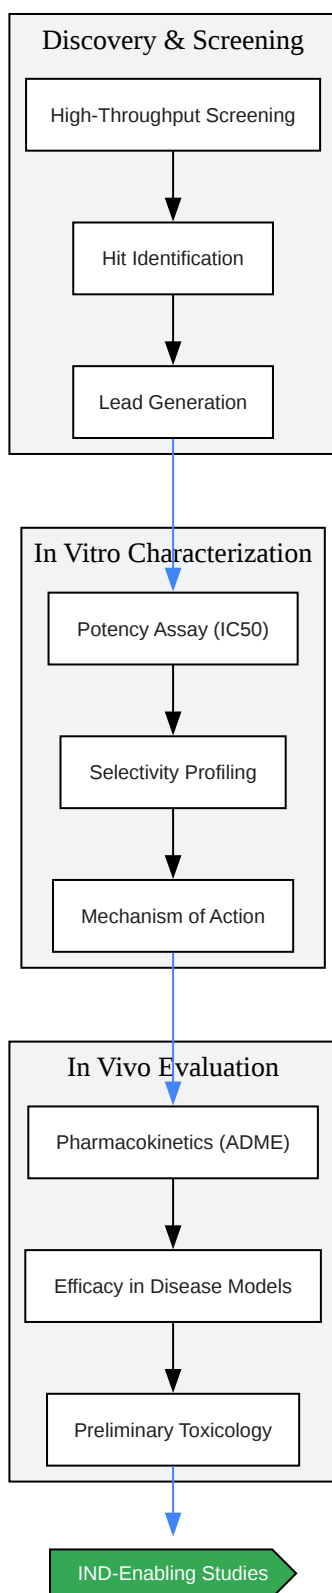 Discovery & Screening
High-Throughput Screening
Hit Identification
Lead Generation
In Vitro Characterization
Potency Assay (IC50)
Selectivity Profiling
Mechanism of Action
In Vivo Evaluation
Pharmacokinetics (ADME)
Efficacy in Disease Models
Preliminary Toxicology
IND-Enabling Studies